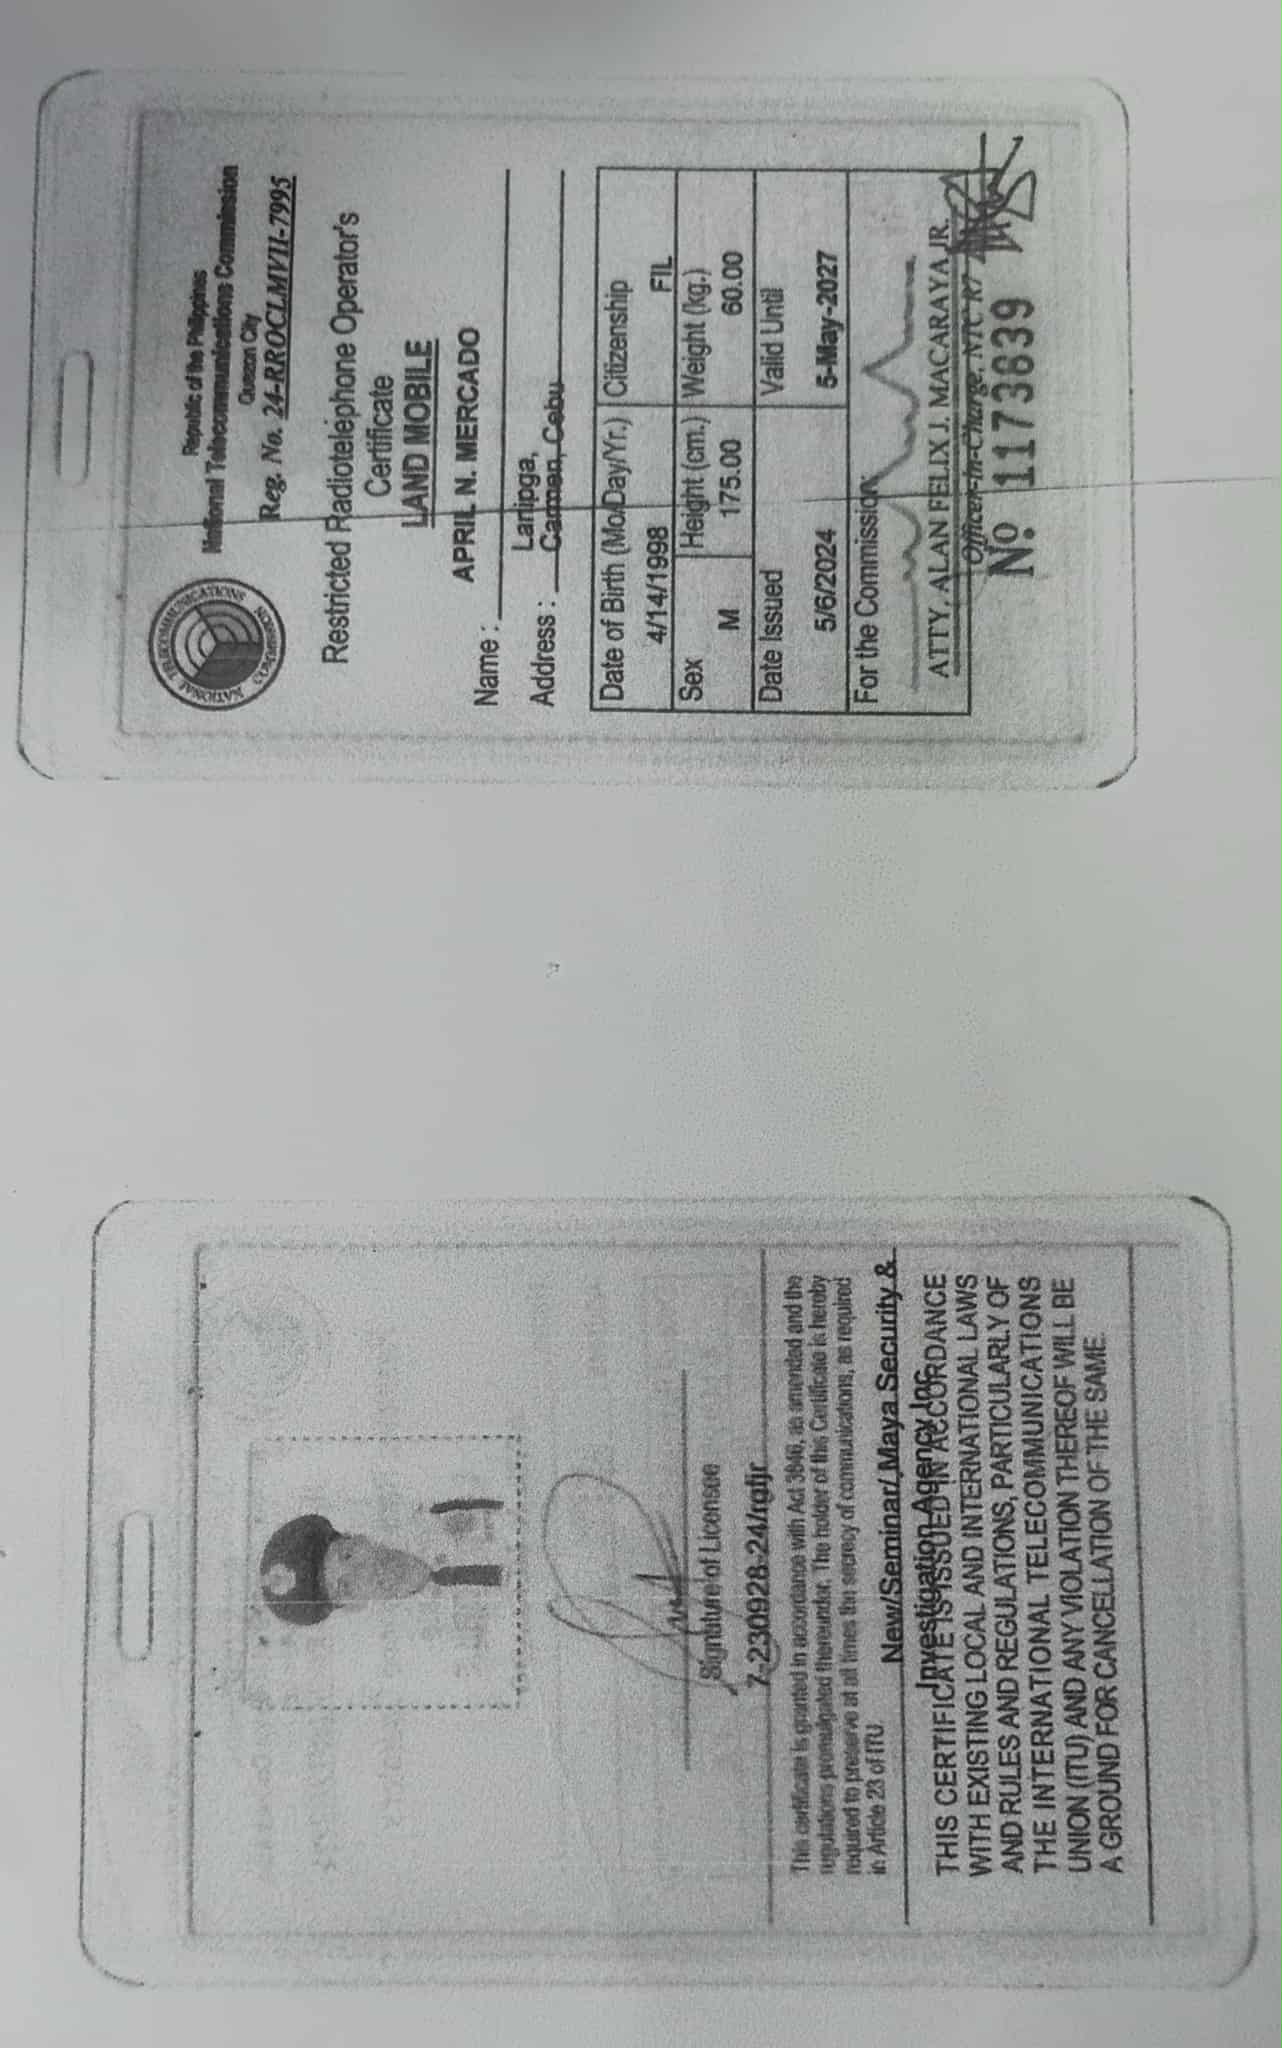 Republic of the Philippines
National Telecommunications Commission
Quezon City
Reg. No. 24-RROCLMVII-7995
NATIONAL TELECOMMUNICATIONS COMMISSION
Restricted Radiotelephone Operator's
Certificate
LAND MOBILE
Name : APRIL N. MERCADO
Lanipga,
Address : Carmen, Cebu
Date of Birth (Mo/Day/Yr.) Citizenship
4/14/1998 FIL
Sex Height (cm.) Weight (kg.)
M 175.00 60.00
Date Issued Valid Until
5/6/2024 5-May-2027
For the Commission:
ATTY. ALAN FELIX J. MACARAYA, JR.
Officer-in-Charge, NTC R7
No 1173839
Signature of Licensee
7-230928-24/rgfjr
This certificate is granted in accordance with Act 3846, as amended and the
regulations promulgated thereunder. The holder of this Certificate is hereby
required to preserve at all times the secrecy of communications, as required
in Article 23 of ITU.
New/Seminar/ Maya Security &
Investigation Agency Inc.
THIS CERTIFICATE IS ISSUED IN ACCORDANCE
WITH EXISTING LOCAL AND INTERNATIONAL LAWS
AND RULES AND REGULATIONS, PARTICULARLY OF
THE INTERNATIONAL TELECOMMUNICATIONS
UNION (ITU) AND ANY VIOLATION THEREOF WILL BE
A GROUND FOR CANCELLATION OF THE SAME.